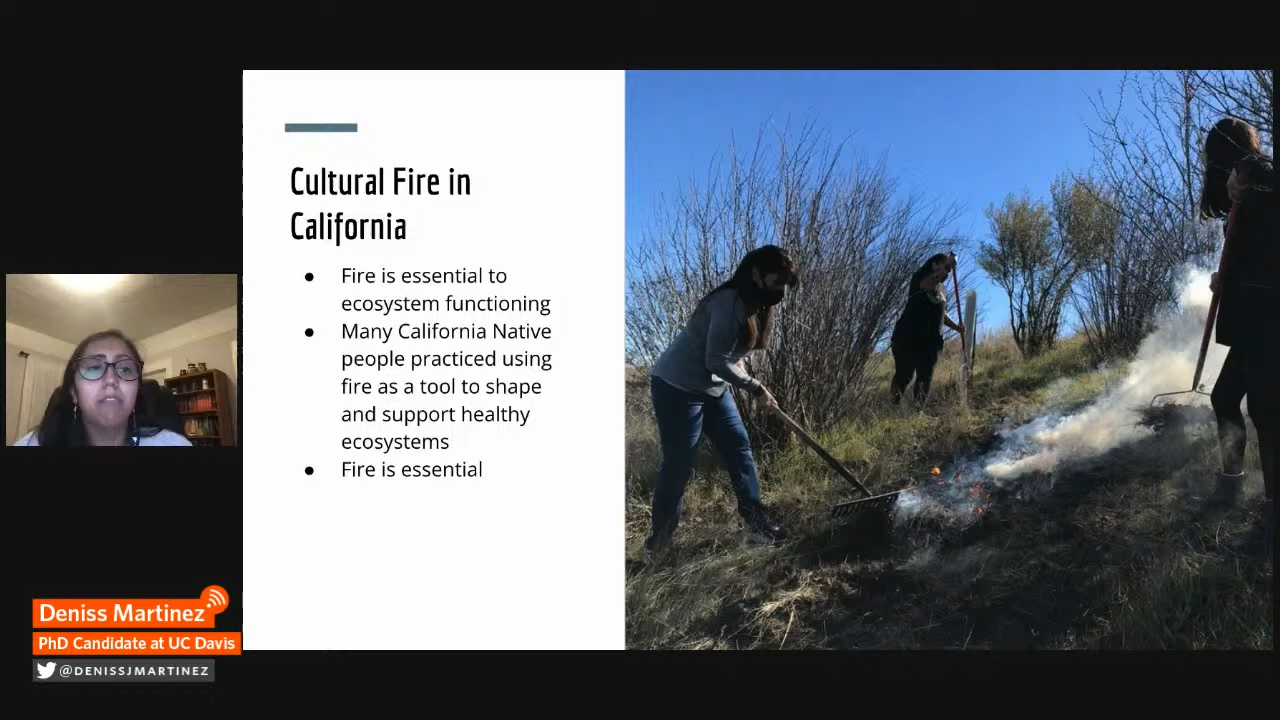 Cultural Fire in
California
● Fire is essential to
ecosystem functioning
● Many California Native
people practiced using
fire as a tool to shape
and support healthy
ecosystems
● Fire is essential
Deniss Martinez
PhD Candidate at UC Davis
@DENISSJMARTINEZ